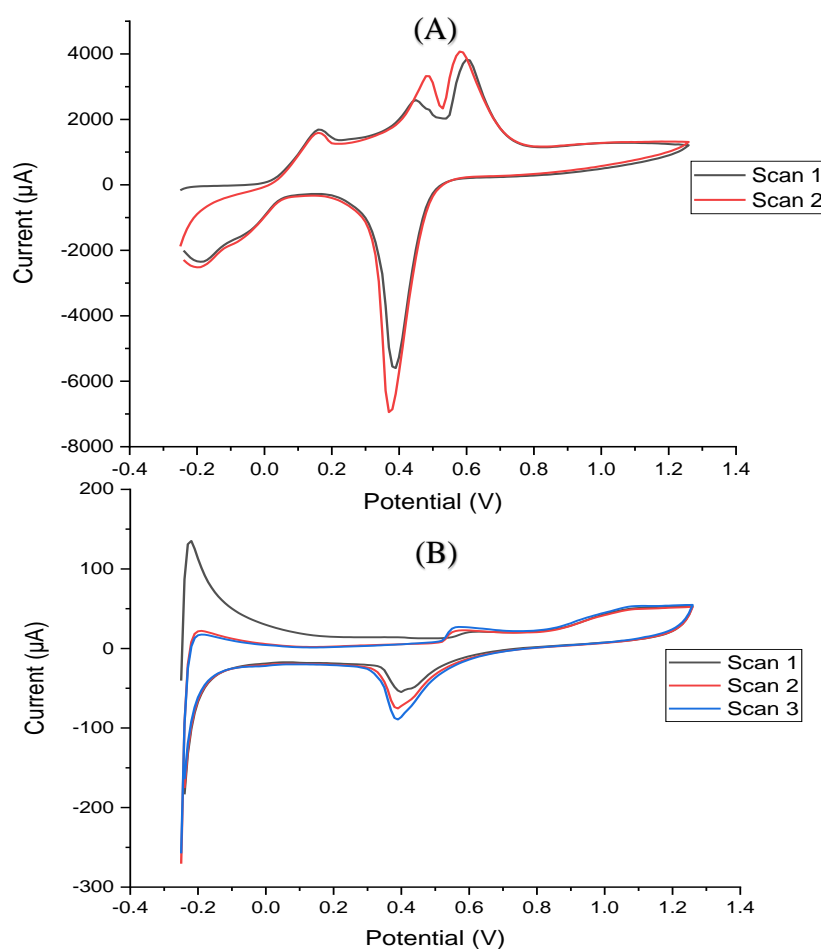 (A)
4000
2000
0
-2000
-4000
-6000
-8000
Current (µA)
Scan 1
Scan 2
-0.4 -0.2 0.0 0.2 0.4 0.6 0.8 1.0 1.2 1.4
Potential (V)
(B)
200
100
0
-100
-200
-300
Current (µA)
Scan 1
Scan 2
Scan 3
-0.4 -0.2 0.0 0.2 0.4 0.6 0.8 1.0 1.2 1.4
Potential (V)